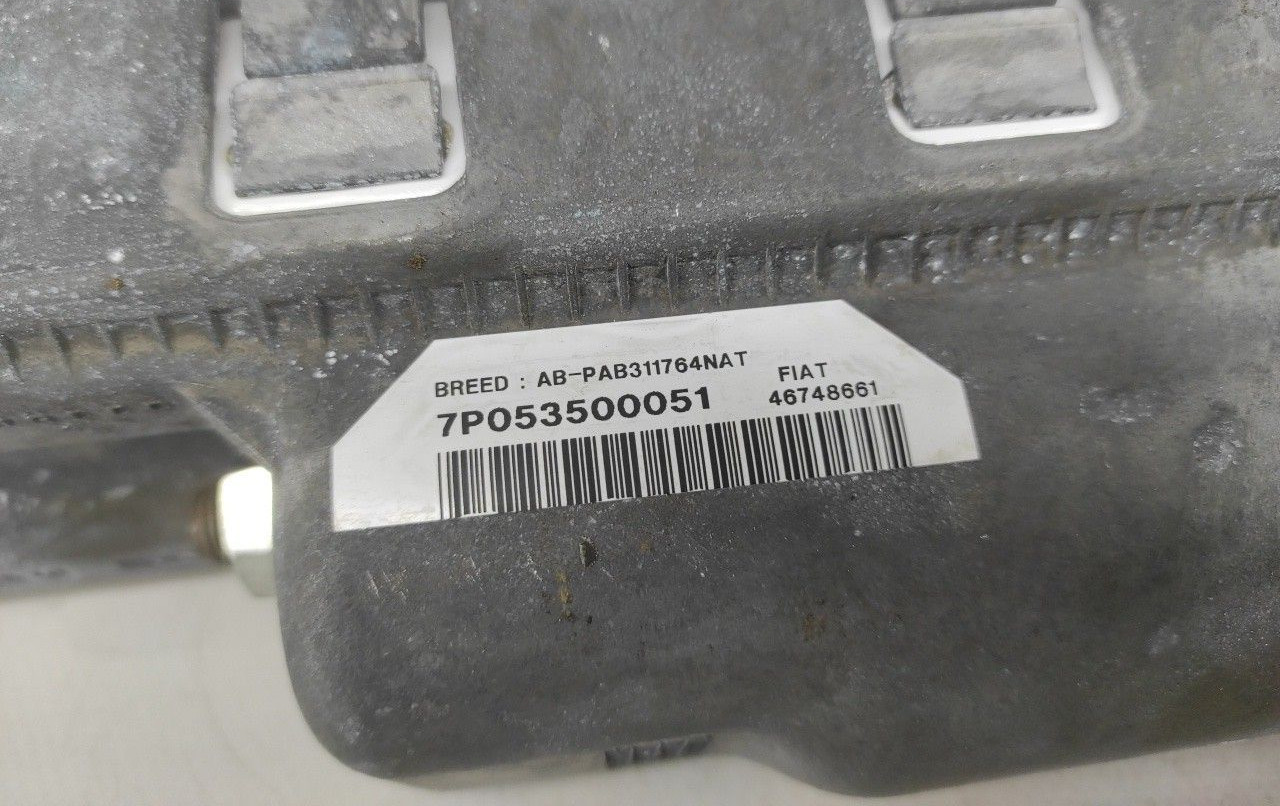 BREED : AB-PAB311764NAT
7P053500051
FIAT
46748661